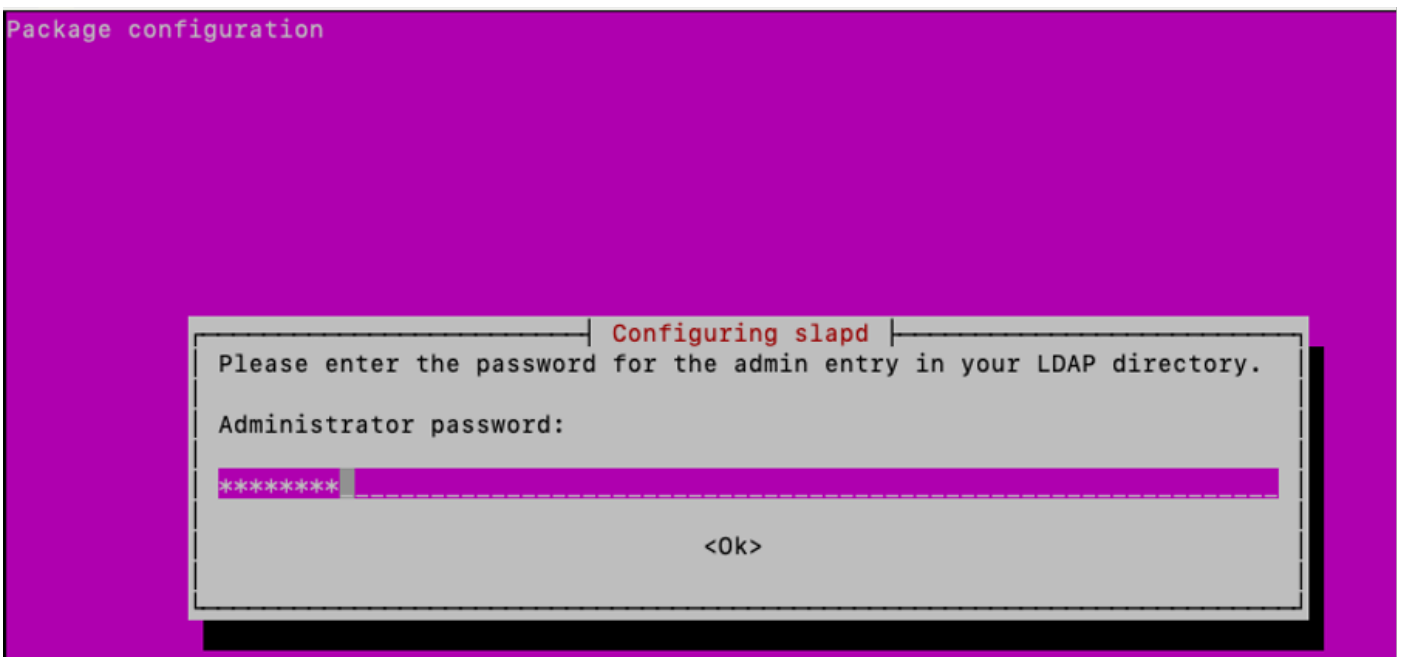 Package configuration
Configuring slapd
Please enter the password for the admin entry in your LDAP directory.
Administrator password:
********
<Ok>